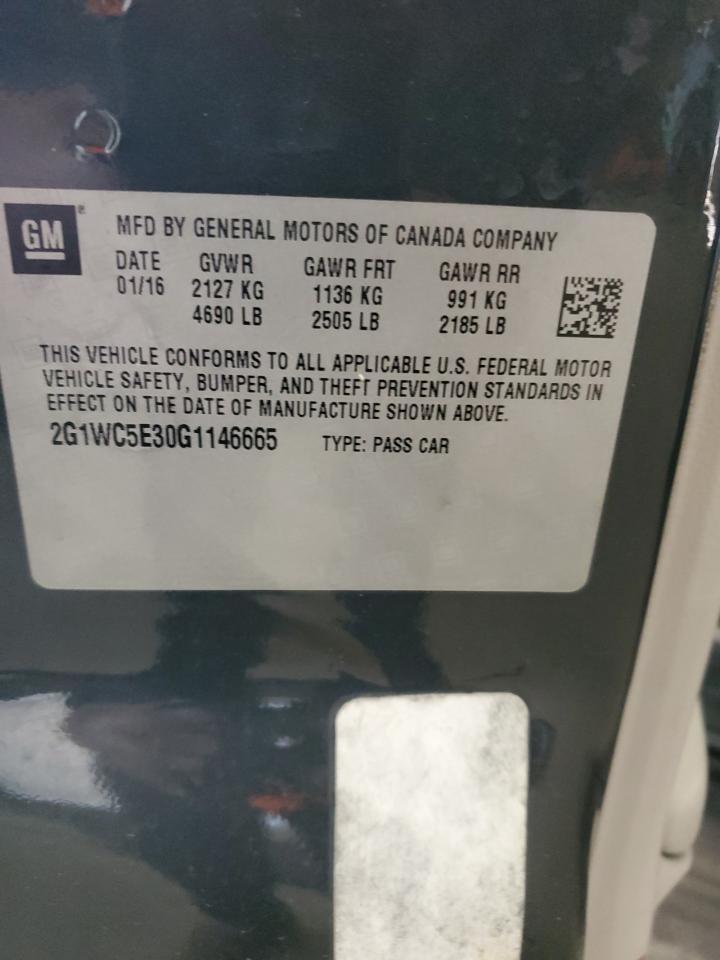 GM
MFD BY GENERAL MOTORS OF CANADA COMPANY
DATE GVWR GAWR FRT GAWR RR
01/16 2127 KG 1136 KG 991 KG
4690 LB 2505 LB 2185 LB
THIS VEHICLE CONFORMS TO ALL APPLICABLE U.S. FEDERAL MOTOR
VEHICLE SAFETY, BUMPER, AND THEFT PREVENTION STANDARDS IN
EFFECT ON THE DATE OF MANUFACTURE SHOWN ABOVE.
2G1WC5E30G1146665 TYPE: PASS CAR